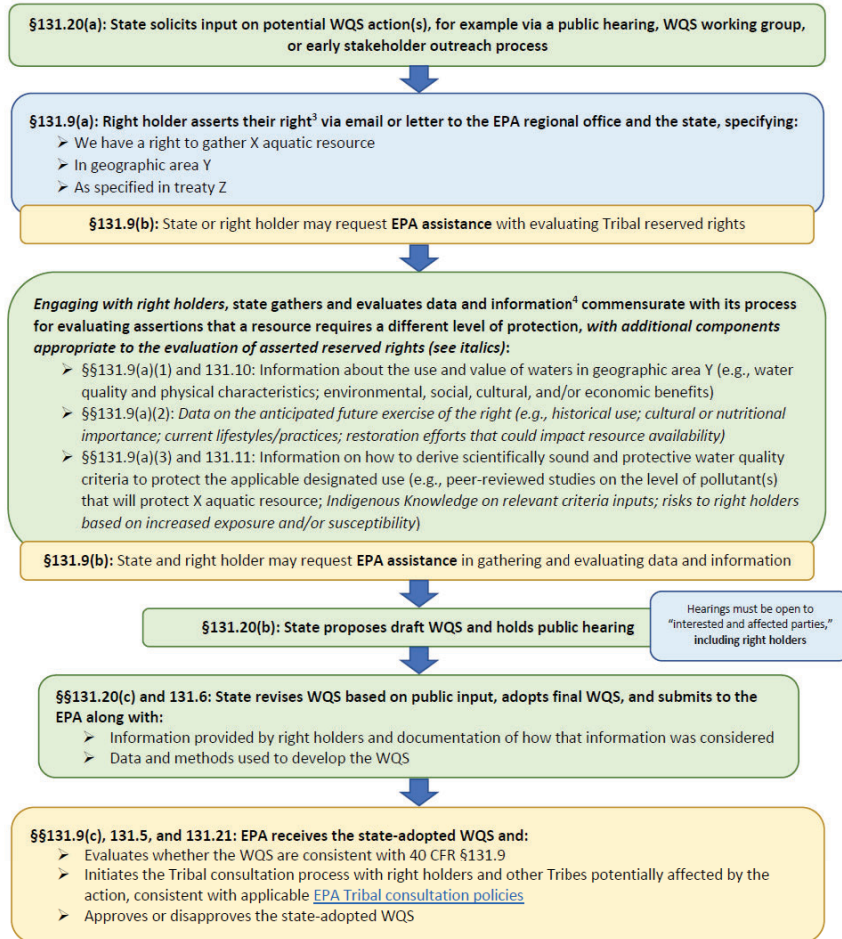 §131.20(a): State solicits input on potential WQS action(s), for example via a public hearing, WQS working group,
or early stakeholder outreach process
§131.9(a): Right holder asserts their right³ via email or letter to the EPA regional office and the state, specifying:
➢ We have a right to gather X aquatic resource
➢ In geographic area Y
➢ As specified in treaty Z
§131.9(b): State or right holder may request EPA assistance with evaluating Tribal reserved rights
Engaging with right holders, state gathers and evaluates data and information⁴ commensurate with its process
for evaluating assertions that a resource requires a different level of protection, with additional components
appropriate to the evaluation of asserted reserved rights (see italics):
➢ §§131.9(a)(1) and 131.10: Information about the use and value of waters in geographic area Y (e.g., water
quality and physical characteristics; environmental, social, cultural, and/or economic benefits)
➢ §§131.9(a)(2): Data on the anticipated future exercise of the right (e.g., historical use; cultural or nutritional
importance; current lifestyles/practices; restoration efforts that could impact resource availability)
➢ §§131.9(a)(3) and 131.11: Information on how to derive scientifically sound and protective water quality
criteria to protect the applicable designated use (e.g., peer-reviewed studies on the level of pollutant(s)
that will protect X aquatic resource; Indigenous Knowledge on relevant criteria inputs; risks to right holders
based on increased exposure and/or susceptibility)
§131.9(b): State and right holder may request EPA assistance in gathering and evaluating data and information
§131.20(b): State proposes draft WQS and holds public hearing
Hearings must be open to
“interested and affected parties,”
including right holders
§§131.20(c) and 131.6: State revises WQS based on public input, adopts final WQS, and submits to the
EPA along with:
➢ Information provided by right holders and documentation of how that information was considered
➢ Data and methods used to develop the WQS
§§131.9(c), 131.5, and 131.21: EPA receives the state-adopted WQS and:
➢ Evaluates whether the WQS are consistent with 40 CFR §131.9
➢ Initiates the Tribal consultation process with right holders and other Tribes potentially affected by the
action, consistent with applicable EPA Tribal consultation policies
➢ Approves or disapproves the state-adopted WQS